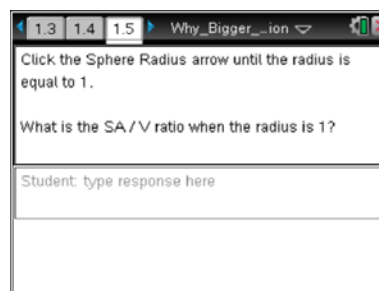 1.3 1.4 1.5 Why_Bigger_…ion
Click the Sphere Radius arrow until the radius is
equal to 1.
What is the SA/V ratio when the radius is 1?
Student: type response here